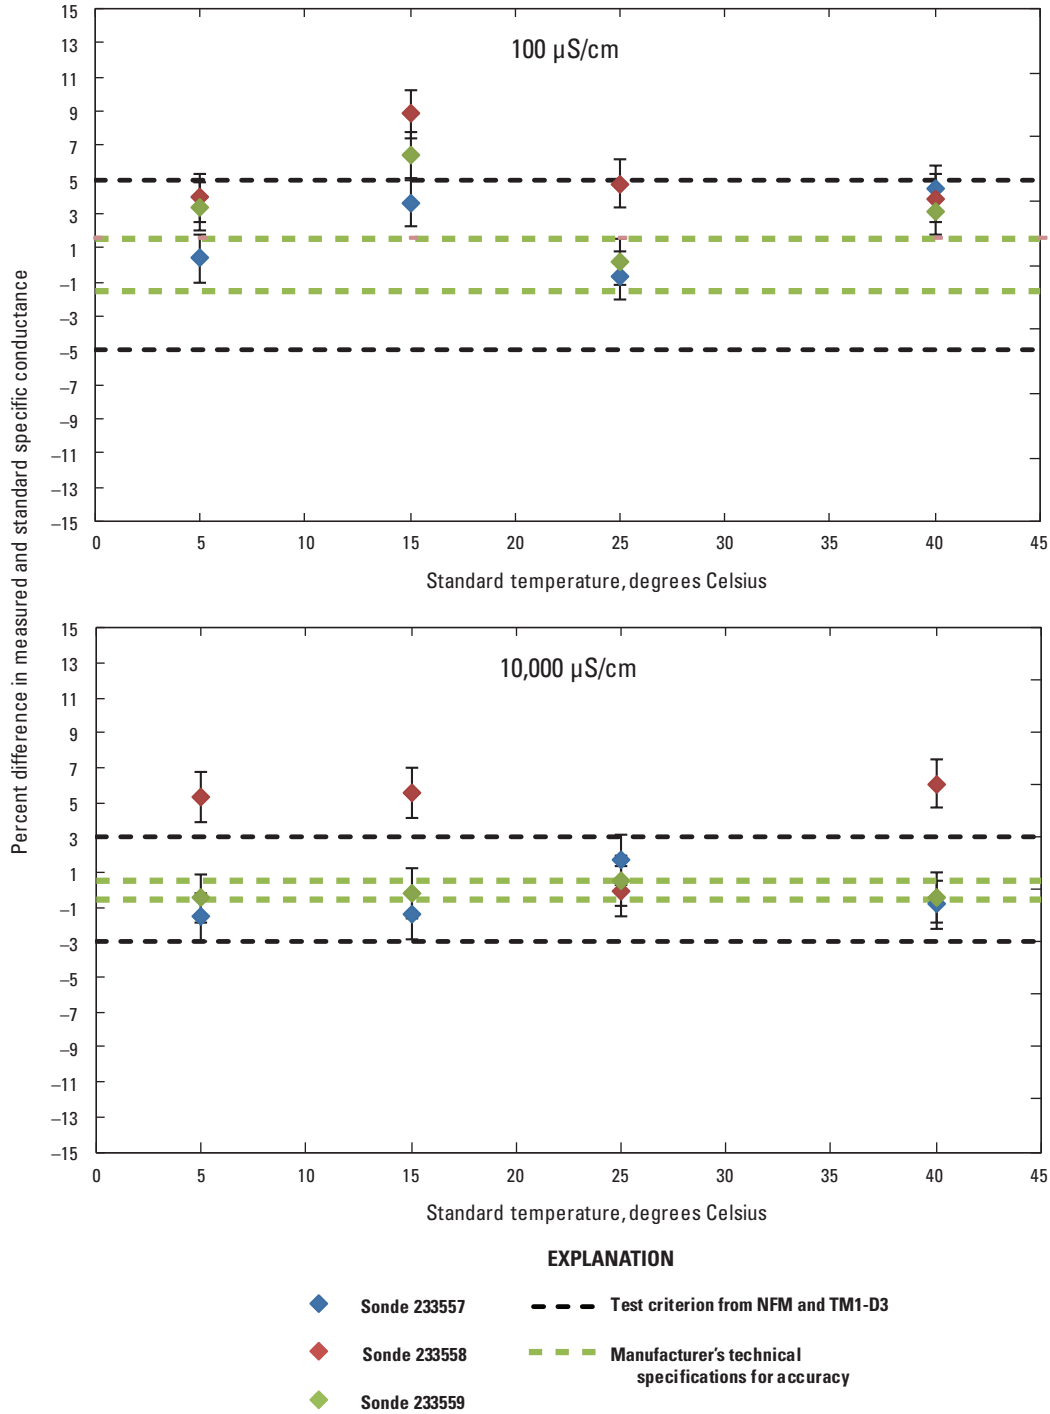 Percent difference in measured and standard specific conductance
15
13
11
9
7
5
3
1
–1
–3
–5
–7
–9
–11
–13
–15
100 µS/cm
0 5 10 15 20 25 30 35 40 45
Standard temperature, degrees Celsius
15
13
11
9
7
5
3
1
–1
–3
–5
–7
–9
–11
–13
–15
10,000 µS/cm
0 5 10 15 20 25 30 35 40 45
Standard temperature, degrees Celsius
EXPLANATION
Sonde 233557
Sonde 233558
Sonde 233559
Test criterion from NFM and TM1-D3
Manufacturer's technical
specifications for accuracy